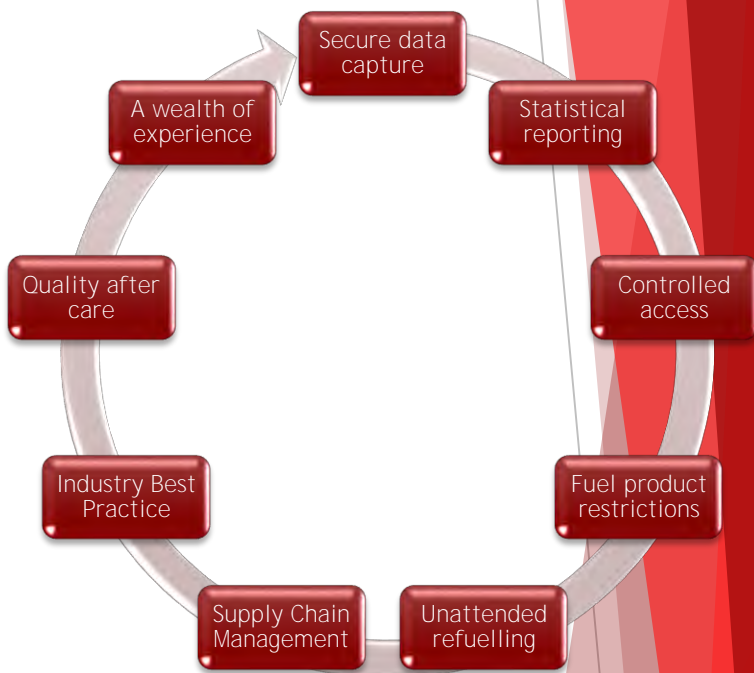 Secure data
capture
Statistical
reporting
Controlled
access
Fuel product
restrictions
Unattended
refuelling
Supply Chain
Management
Industry Best
Practice
Quality after
care
A wealth of
experience